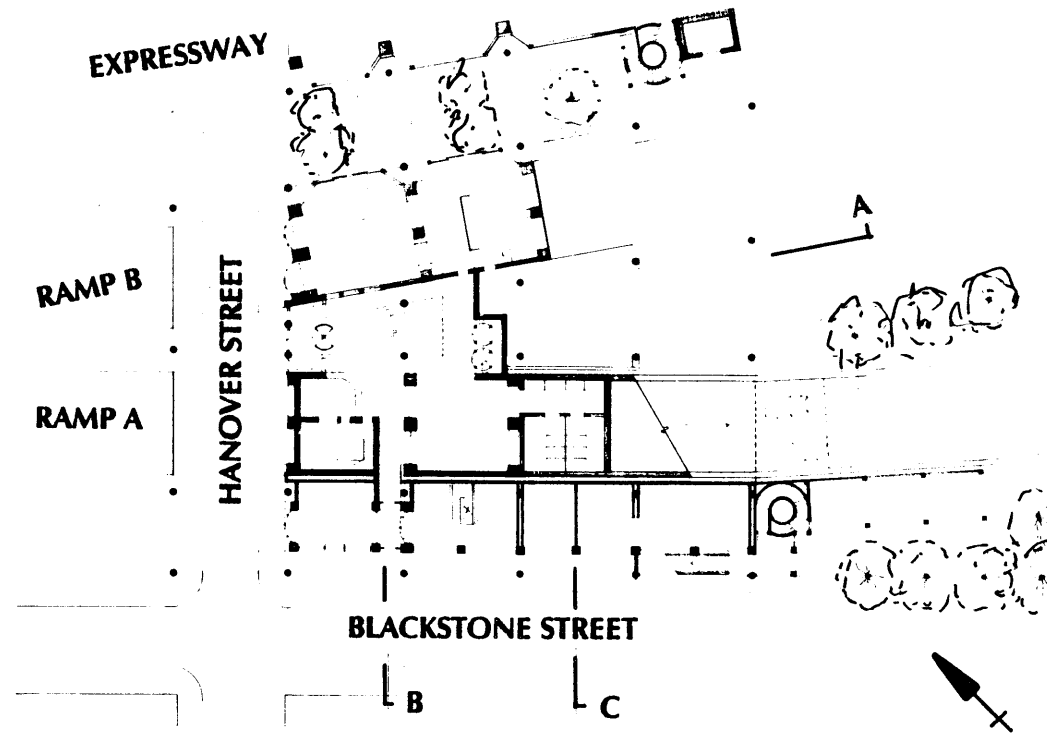 EXPRESSWAY
A
RAMP B
HANOVER STREET
RAMP A
BLACKSTONE STREET
B
C